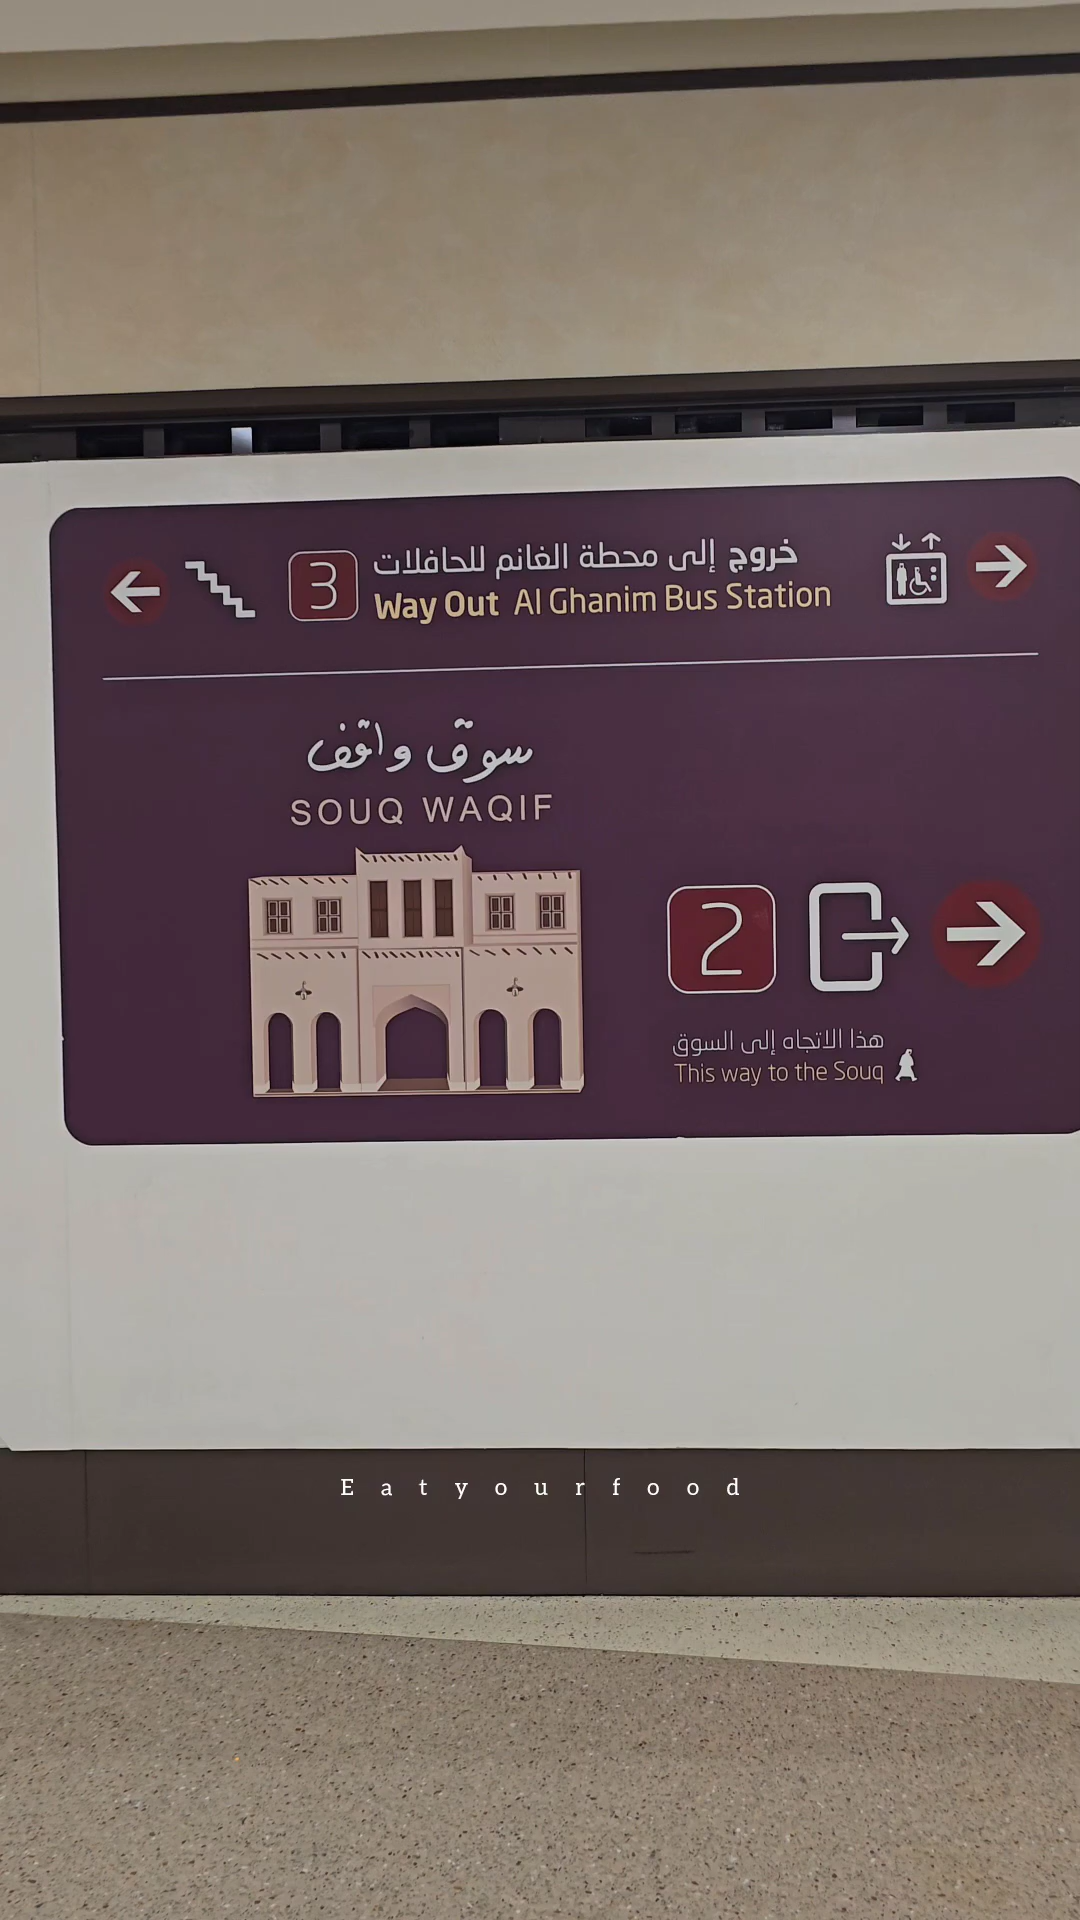 3
خروج إلى محطة الغانم للحافلات
Way Out Al Ghanim Bus Station
سوق واقف
SOUQ WAQIF
2
هذا الاتجاه إلى السوق
This way to the Souq
Eatyourfood